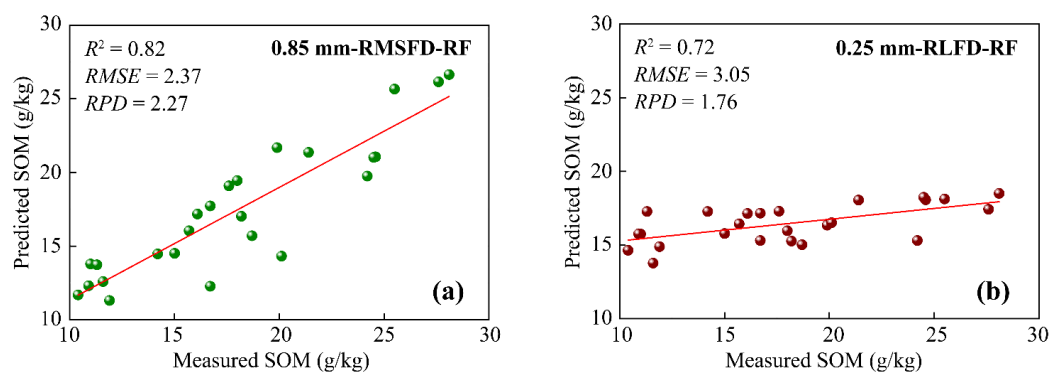 30
25
20
15
10
Predicted SOM (g/kg)
R² = 0.82
RMSE = 2.37
RPD = 2.27
0.85 mm-RMSFD-RF
(a)
10 15 20 25 30
Measured SOM (g/kg)
30
25
20
15
10
Predicted SOM (g/kg)
R² = 0.72
RMSE = 3.05
RPD = 1.76
0.25 mm-RLFD-RF
(b)
10 15 20 25 30
Measured SOM (g/kg)